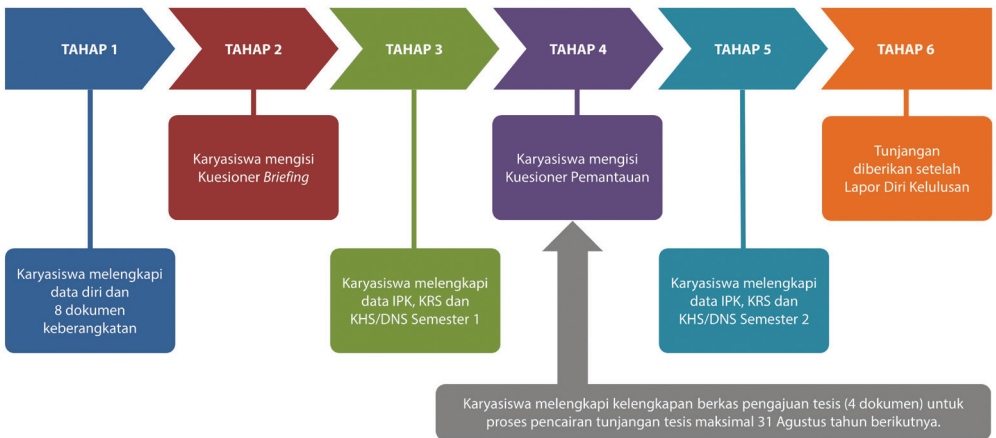 TAHAP 1
TAHAP 2
TAHAP 3
TAHAP 4
TAHAP 5
TAHAP 6
Karyasiswa mengisi
Kuesioner Briefing
Karyasiswa mengisi
Kuesioner Pemantauan
Tunjangan
diberikan setelah
Lapor Diri Kelulusan
Karyasiswa melengkapi
data diri dan
8 dokumen
keberangkatan
Karyasiswa melengkapi
data IPK, KRS dan
KHS/DNS Semester 1
Karyasiswa melengkapi
data IPK, KRS dan
KHS/DNS Semester 2
Karyasiswa melengkapi kelengkapan berkas pengajuan tesis (4 dokumen) untuk
proses pencairan tunjangan tesis maksimal 31 Agustus tahun berikutnya.